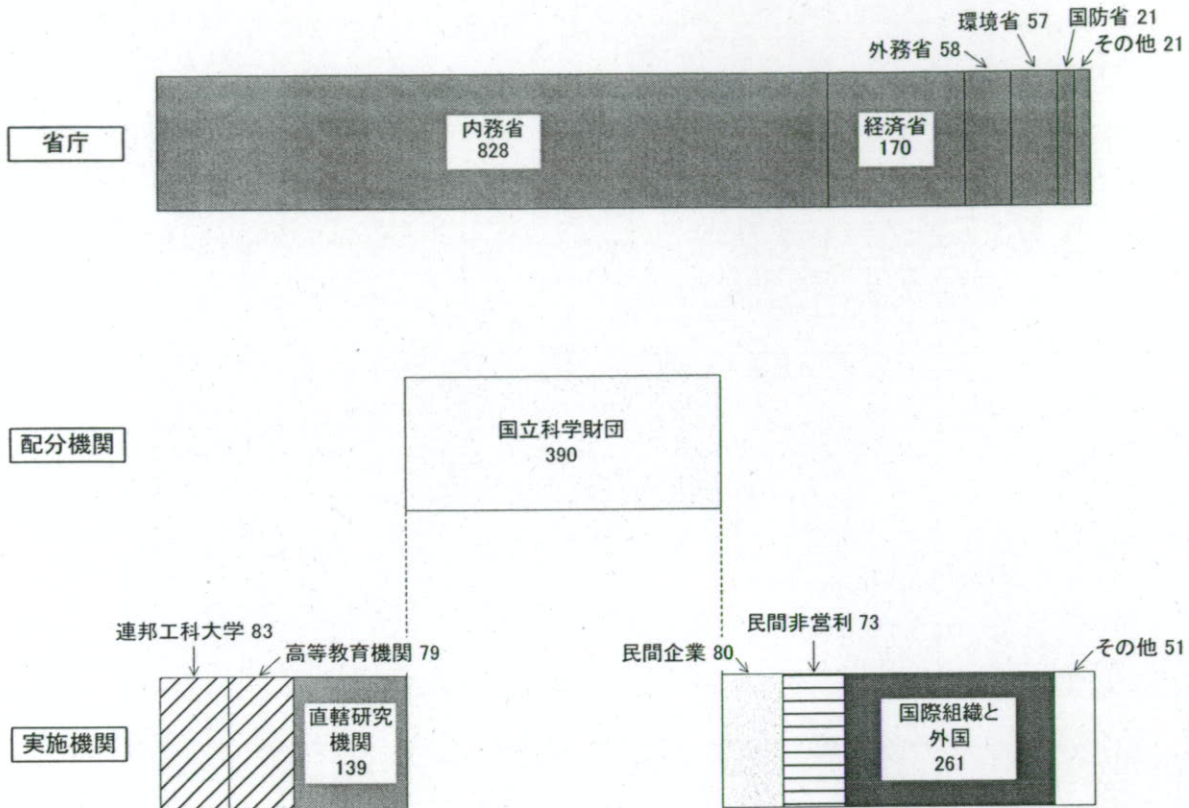 環境省 57
国防省 21
外務省 58
その他 21
省庁
内務省
828
経済省
170
配分機関
国立科学財団
390
連邦工科大学 83
高等教育機関 79
民間企業 80
民間非営利 73
その他 51
実施機関
直轄研究
機関
139
国際組織と
外国
261